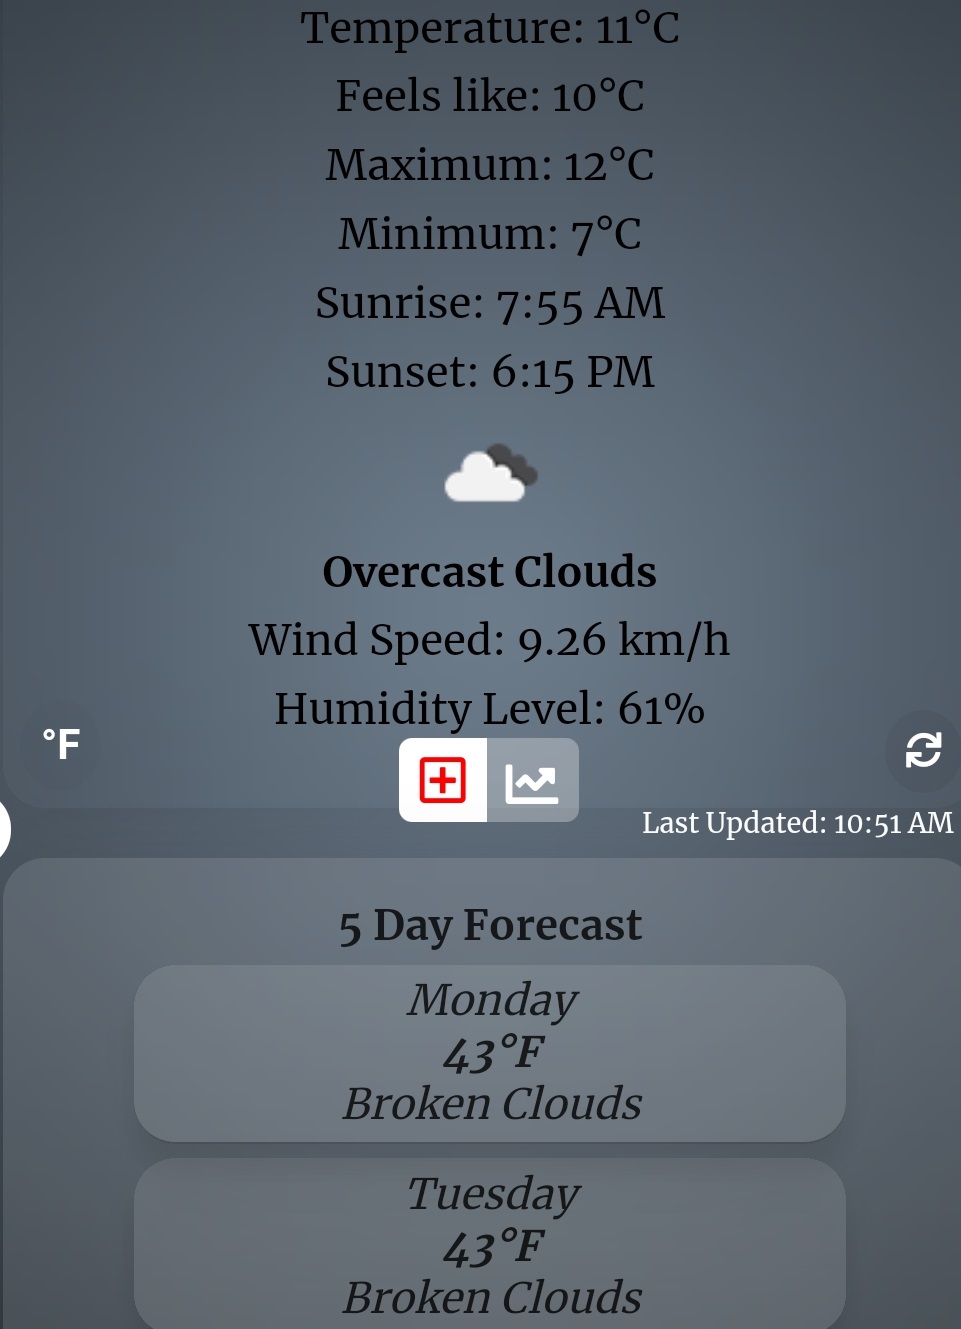 Temperature: 11°C
Feels like: 10°C
Maximum: 12°C
Minimum: 7°C
Sunrise: 7:55 AM
Sunset: 6:15 PM
Overcast Clouds
Wind Speed: 9.26 km/h
Humidity Level: 61%
°F
Last Updated: 10:51 AM
5 Day Forecast
Monday
43°F
Broken Clouds
Tuesday
43°F
Broken Clouds